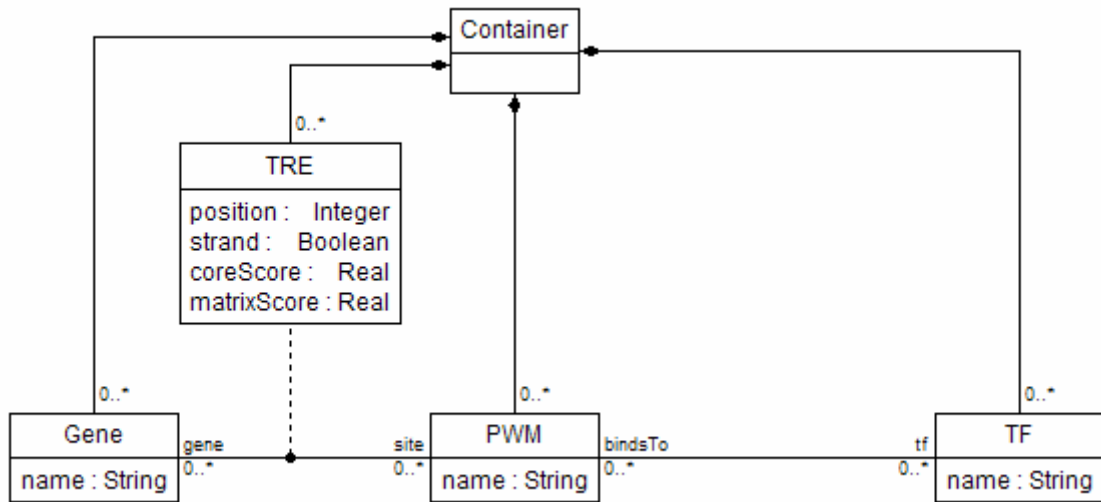 Container
0..*
TRE
position : Integer
strand : Boolean
coreScore : Real
matrixScore : Real
0..*
0..*
0..*
Gene
gene
site
PWM
bindsTo
tf
TF
name : String
0..*
0..*
name : String
0..*
0..*
name : String